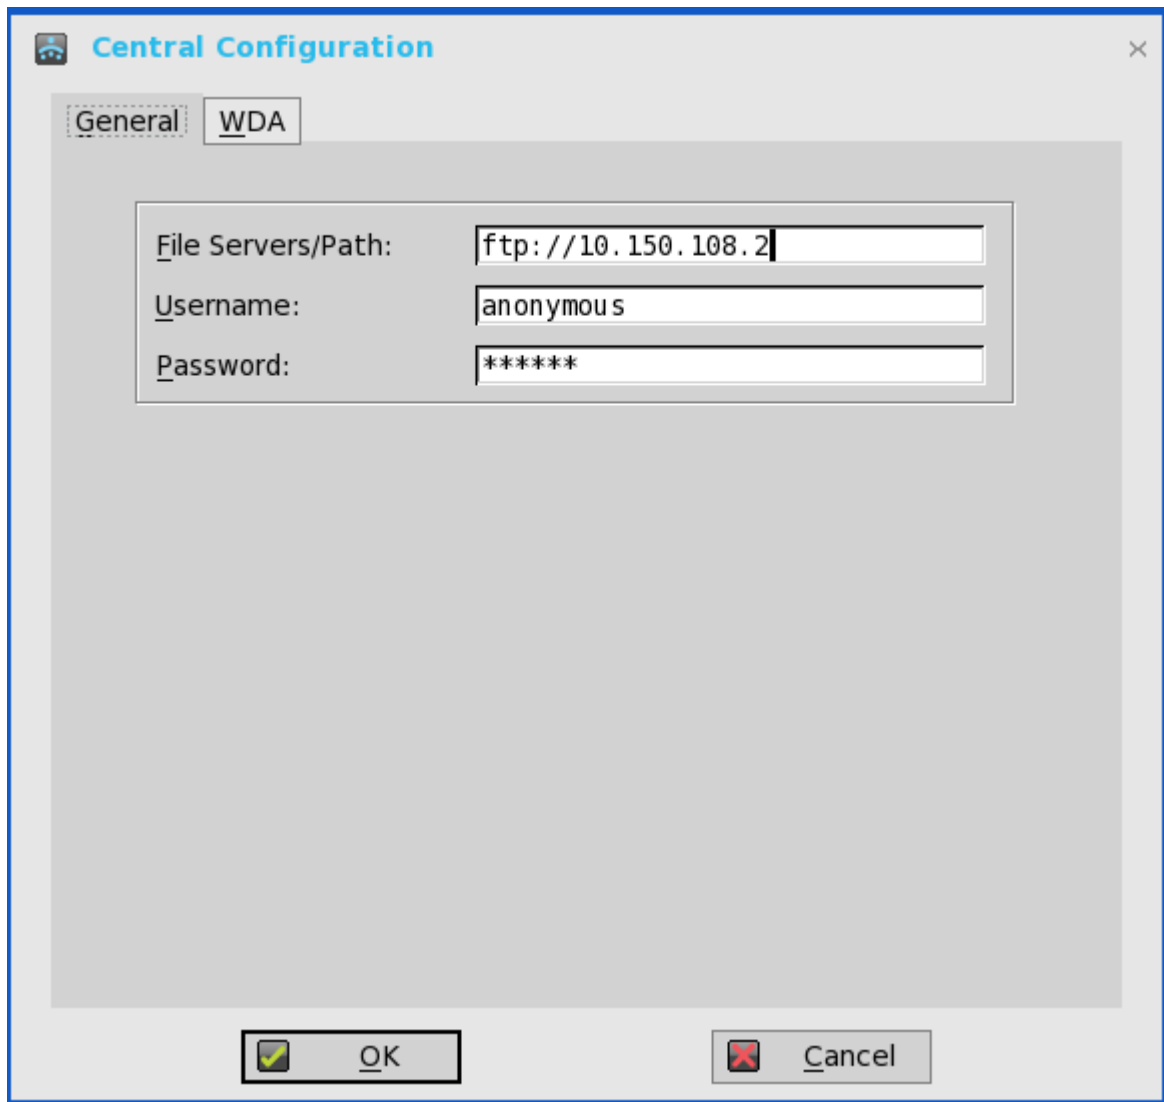 Central Configuration
General WDA
File Servers/Path: ftp://10.150.108.2
Username: anonymous
Password: ******
OK Cancel